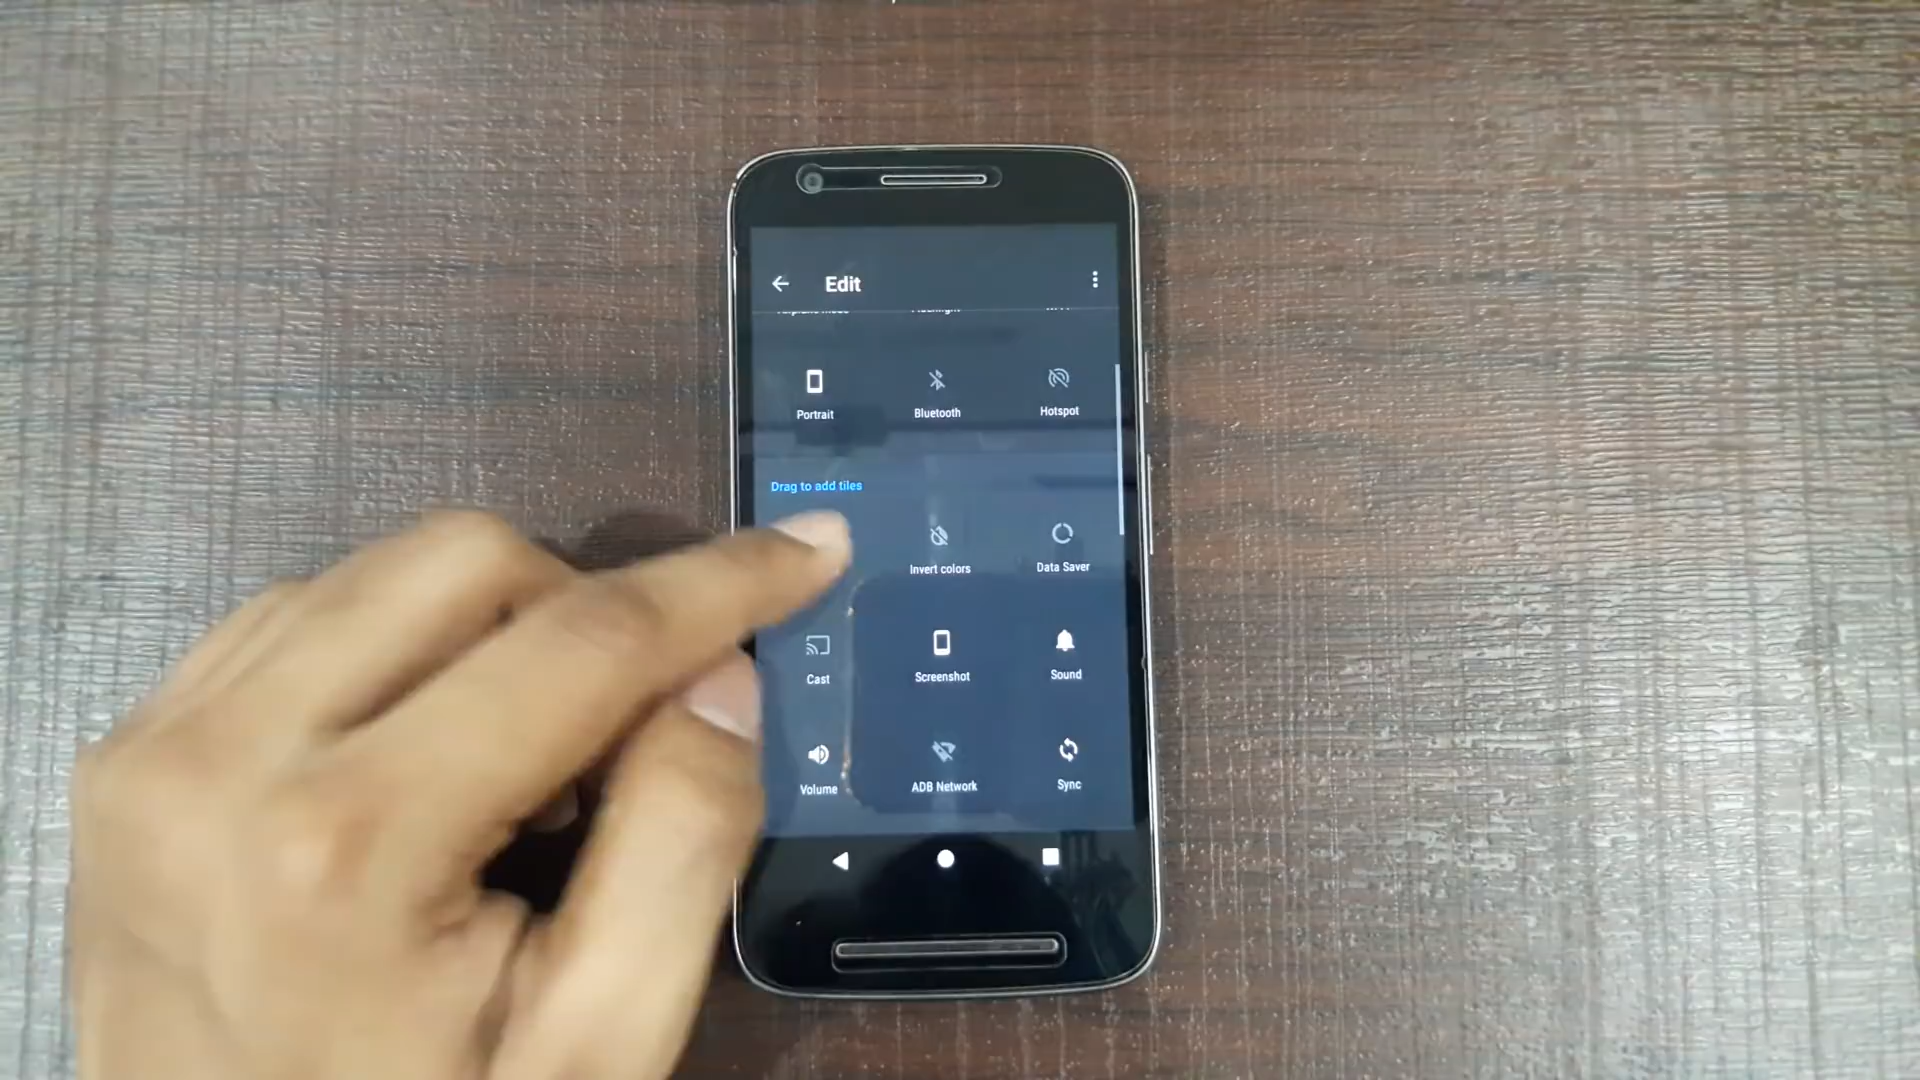 Edit
Portrait Bluetooth Hotspot
Drag to add tiles
Invert colors Data Saver
Cast Screenshot Sound
Volume ADB Network Sync